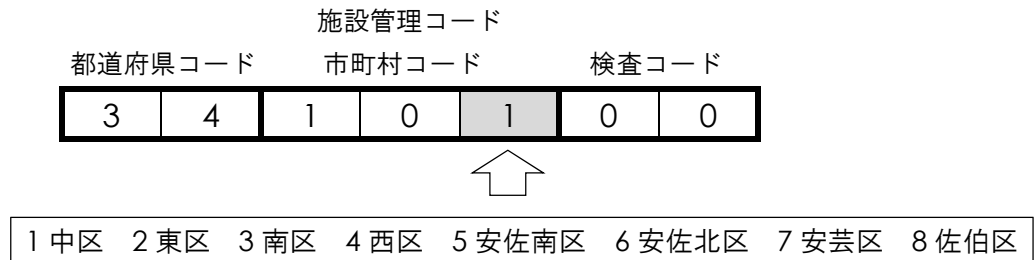 施設管理コード
都道府県コード 市町村コード 検査コード
3 4 1 0 1 0 0
1 中区 2 東区 3 南区 4 西区 5 安佐南区 6 安佐北区 7 安芸区 8 佐伯区